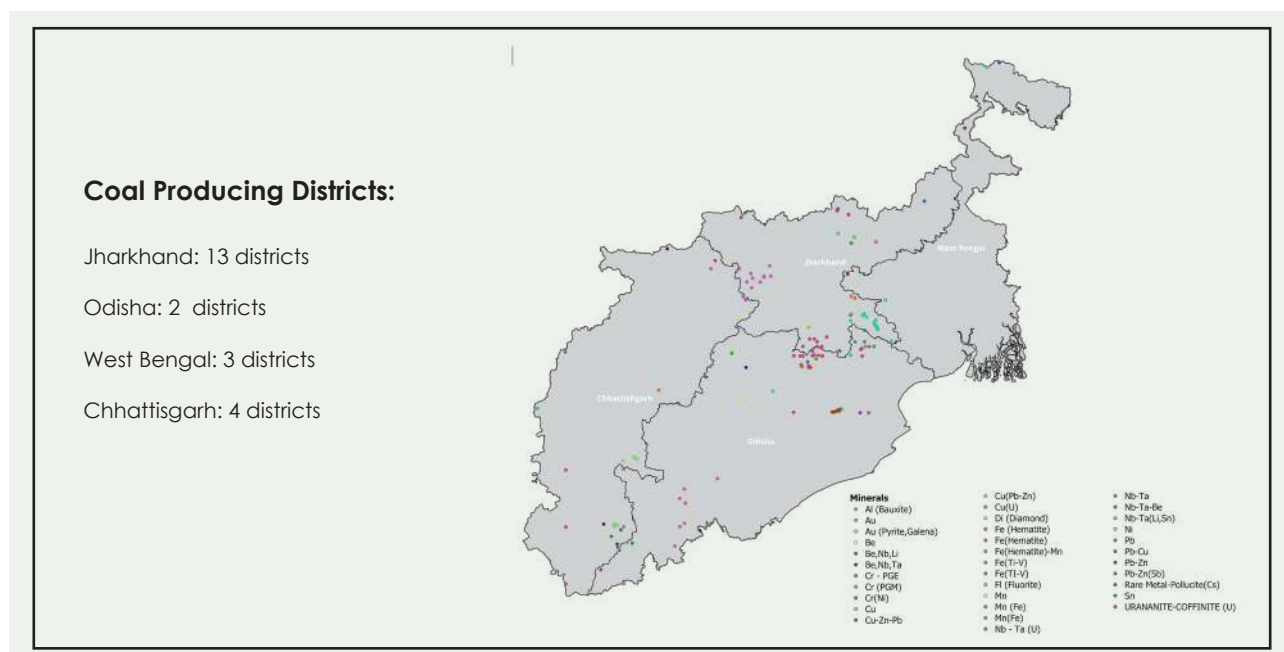 Coal Producing Districts:
Jharkhand: 13 districts
Odisha: 2 districts
West Bengal: 3 districts
Chhattisgarh: 4 districts
West Bengal
Jharkhand
Chhattishgarh
Odisha
Minerals
Al (Bauxite)
Au
Au (Pyrite,Galena)
Be
Be,Nb,Li
Be,Nb,Ta
Cr - PGE
Cr (PGM)
Cr(Ni)
Cu
Cu-Zn-Pb
Cu(Pb-Zn)
Cu(U)
Di (Diamond)
Fe (Hematite)
Fe(Hematite)
Fe(Hematite)-Mn
Fe(Ti-V)
Fe(TI-V)
Fl (Fluorite)
Mn
Mn (Fe)
Mn(Fe)
Nb - Ta (U)
Nb-Ta
Nb-Ta-Be
Nb-Ta(Li,Sn)
Ni
Pb
Pb-Cu
Pb-Zn
Pb-Zn(Sb)
Rare Metal-Pollucite(Cs)
Sn
URANANITE-COFFINITE (U)